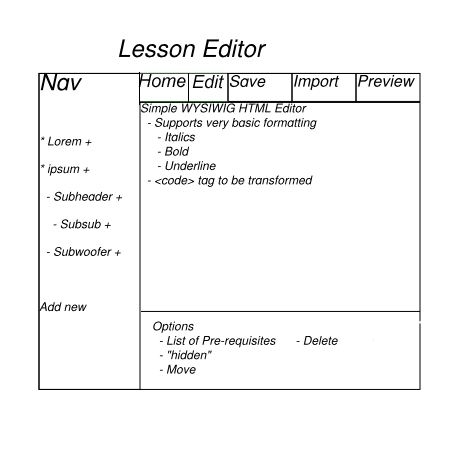 Lesson Editor
Nav
Home Edit Save Import Preview
* Lorem +
* ipsum +
- Subheader +
- Subsub +
- Subwoofer +
Add new
Simple WYSIWIG HTML Editor
- Supports very basic formatting
- Italics
- Bold
- Underline
- <code> tag to be transformed
Options
- List of Pre-requisites - Delete
- "hidden"
- Move